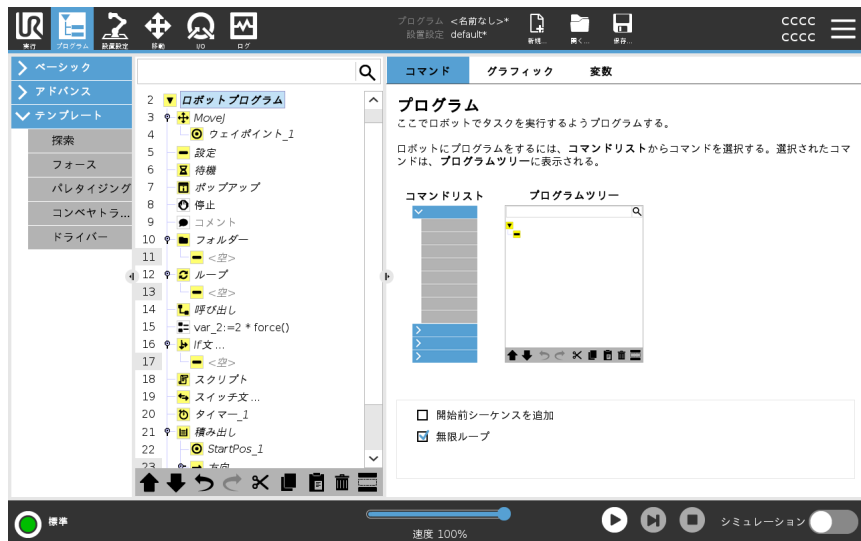 UR
実行
プログラム
設置設定
移動
I/O
ログ
プログラム <名前なし>*
設置設定 default*
新規...
開く...
保存...
CCCC
CCCC
ベーシック
アドバンス
テンプレート
探索
フォース
パレタイジング
コンベヤトラ...
ドライバー
2 ロボットプログラム
3 MoveJ
4 ウェイポイント_1
5 設定
6 待機
7 ポップアップ
8 停止
9 コメント
10 フォルダー
11 <空>
12 ループ
13 <空>
14 呼び出し
15 var_2:=2 * force()
16 If文...
17 <空>
18 スクリプト
19 スイッチ文...
20 タイマー_1
21 積み出し
22 StartPos_1
23 方向
コマンド グラフィック 変数
プログラム
ここでロボットでタスクを実行するようプログラムする。
ロボットにプログラムをするには、コマンドリストからコマンドを選択する。選択されたコマ
ンドは、プログラムツリーに表示される。
コマンドリスト プログラムツリー
開始前シーケンスを追加
無限ループ
標準
速度 100%
シミュレーション